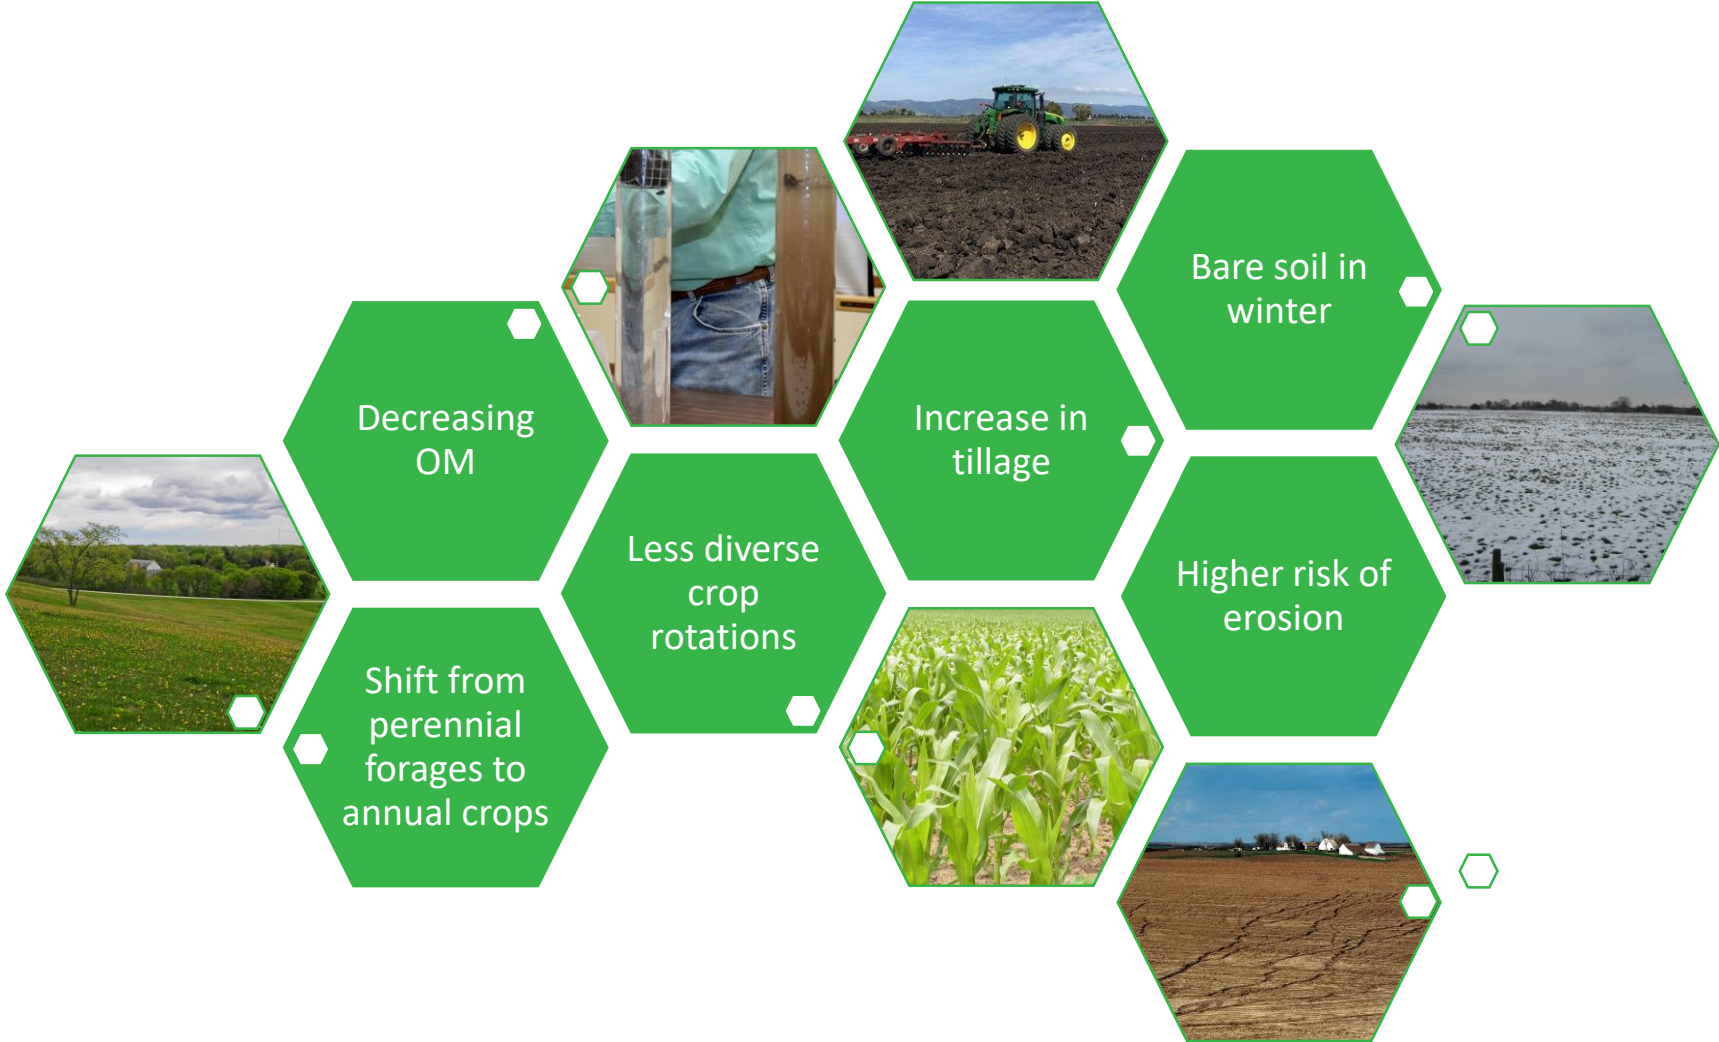 Decreasing
OM
Shift from
perennial
forages to
annual crops
Less diverse
crop
rotations
Increase in
tillage
Bare soil in
winter
Higher risk of
erosion